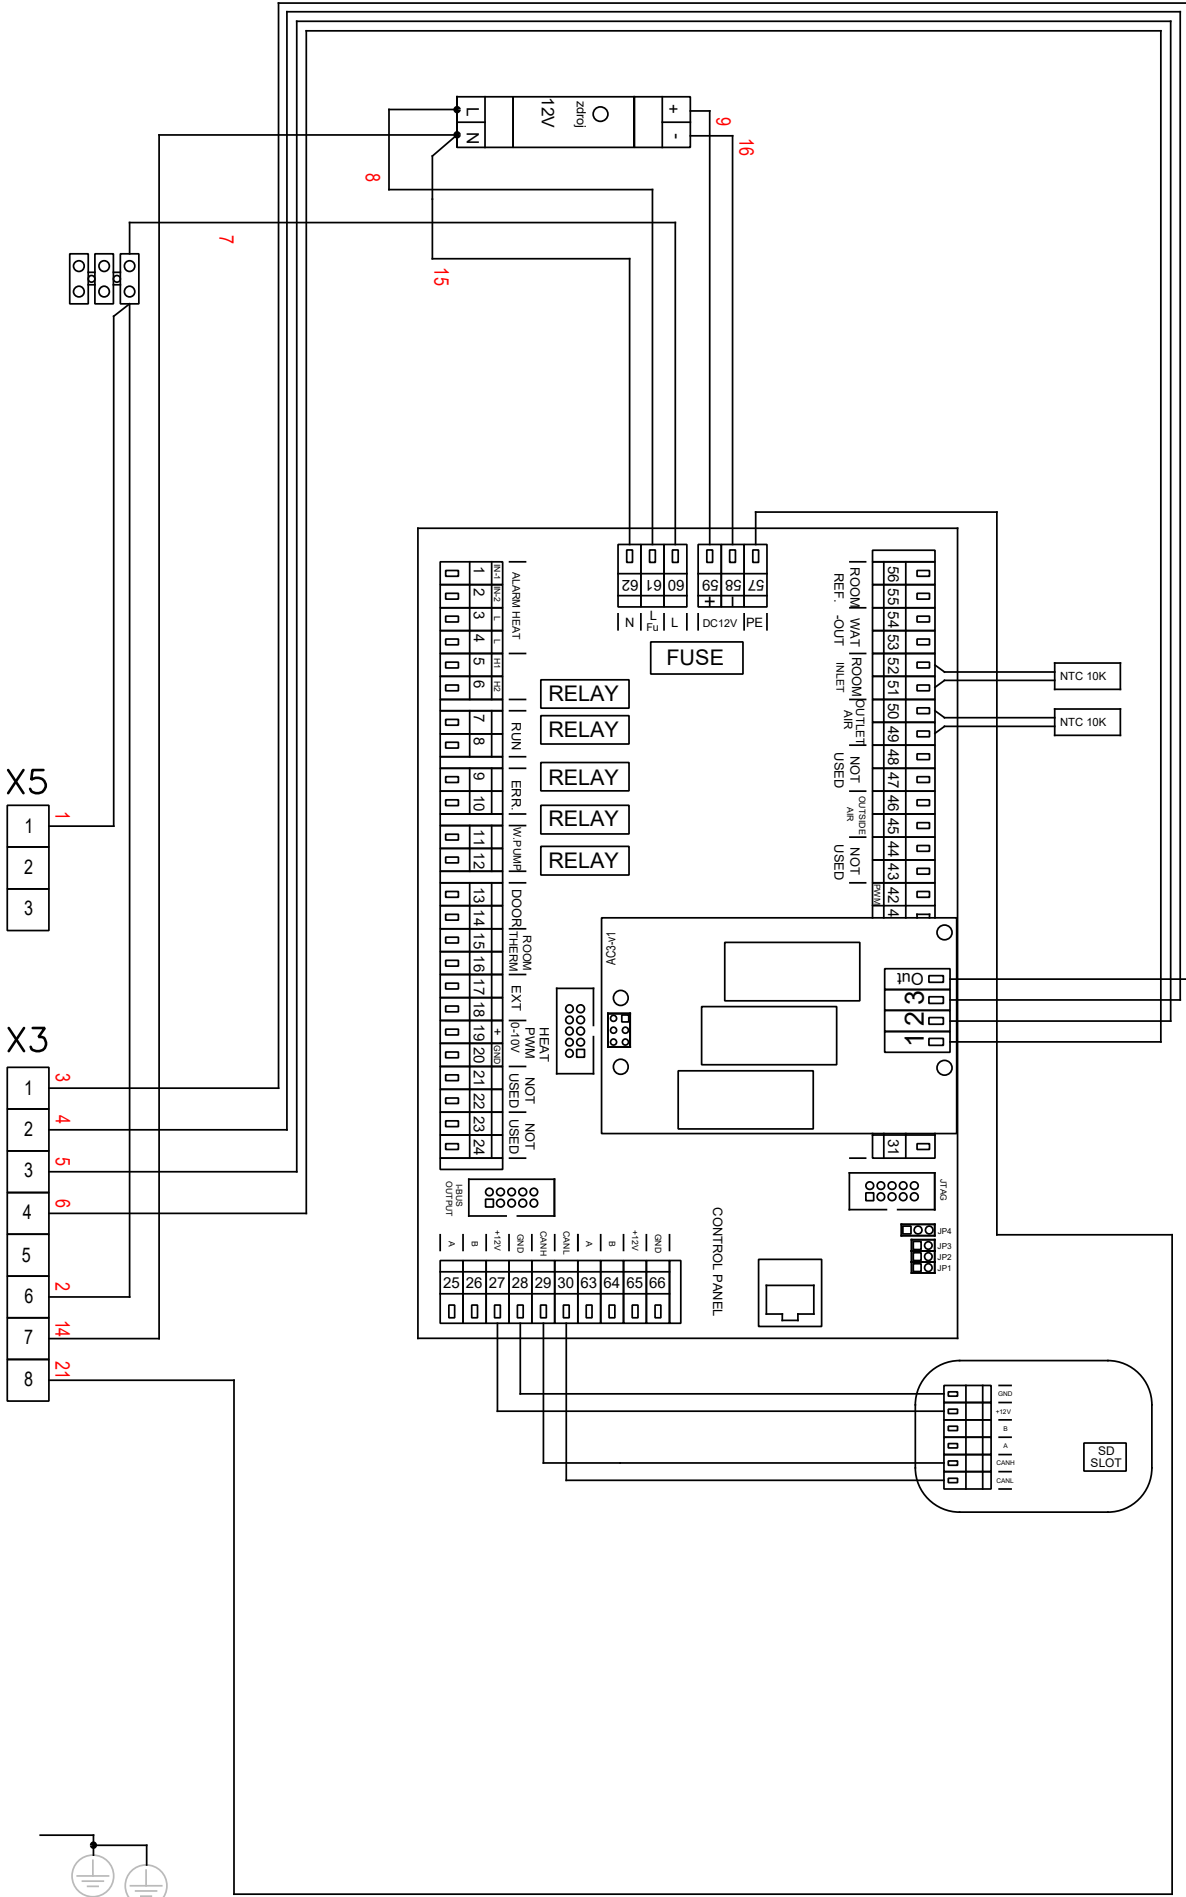 L
N
12V
zdroj
+
-
9
16
8
7
15
62
61
60
59
58
57
+
N
L
Fu
L
DC12V
PE
FUSE
RELAY
RELAY
RELAY
RELAY
RELAY
1 IN-1
2 IN-2
3 L
4 L
5 H1
6 H2
7
8
9
10
11
12
13
14
15
16
17
18
19 +
20 GND
21
22
23
24
ALARM HEAT
RUN
ERR.
W.PUMP
DOOR
ROOM
THERM
EXT
HEAT
PWM
0-10V
NOT
USED
NOT
USED
56
55
54
53
52
51
50
49
48
47
46
45
44
43
42
4
31
ROOM
REF.
WAT
-OUT
ROOM
INLET
OUTLET
AIR
NOT
USED
OUTSIDE
AIR
NOT
USED
PWM
NTC 10K
NTC 10K
AC3-v1
Out
3
2
1
X5
1
2
3
1
X3
1
2
3
4
5
6
7
8
3
4
5
6
2
14
21
I-BUS
OUTPUT
JTAG
JP4
JP3
JP2
JP1
CONTROL PANEL
A
B
+12V
GND
CANH
CANL
A
B
+12V
GND
25 26 27 28 29 30 63 64 65 66
GND
+12V
B
A
CANH
CANL
SD
SLOT